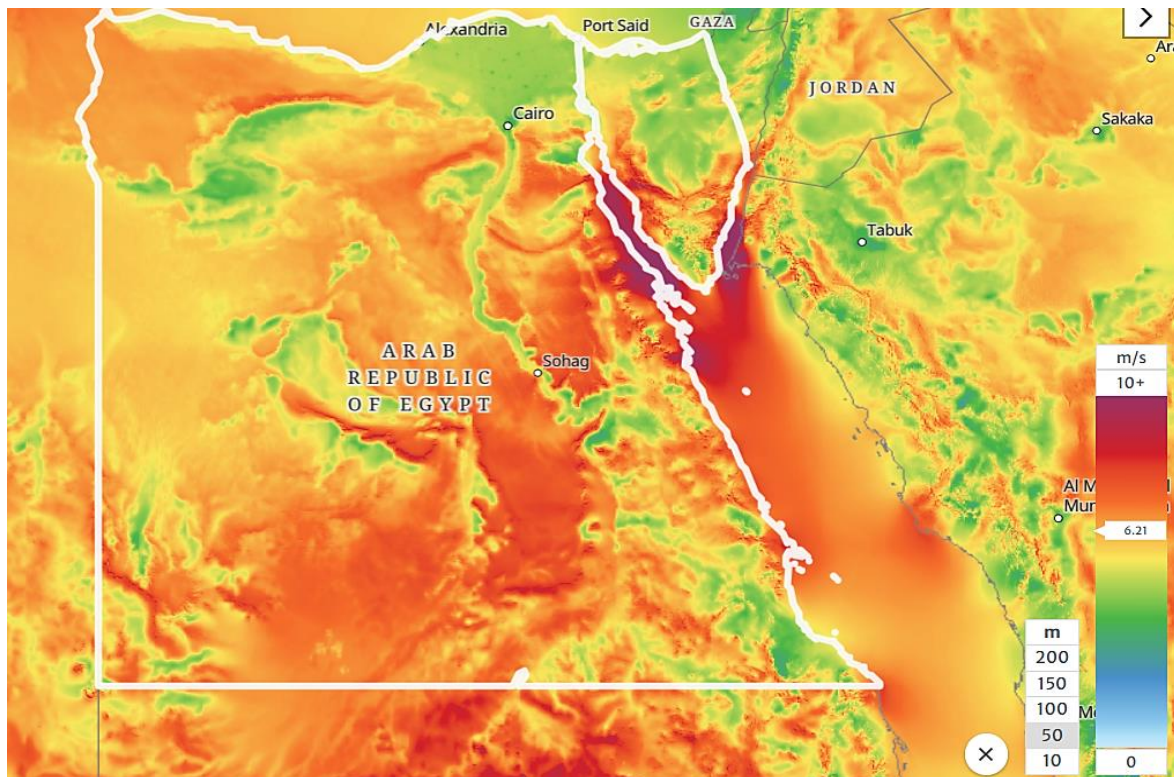 Alexandria
Port Said
GAZA
JORDAN
Sakaka
Cairo
Tabuk
ARAB
REPUBLIC
OF EGYPT
Sohag
m/s
10+
6.21
0
m
200
150
100
50
10